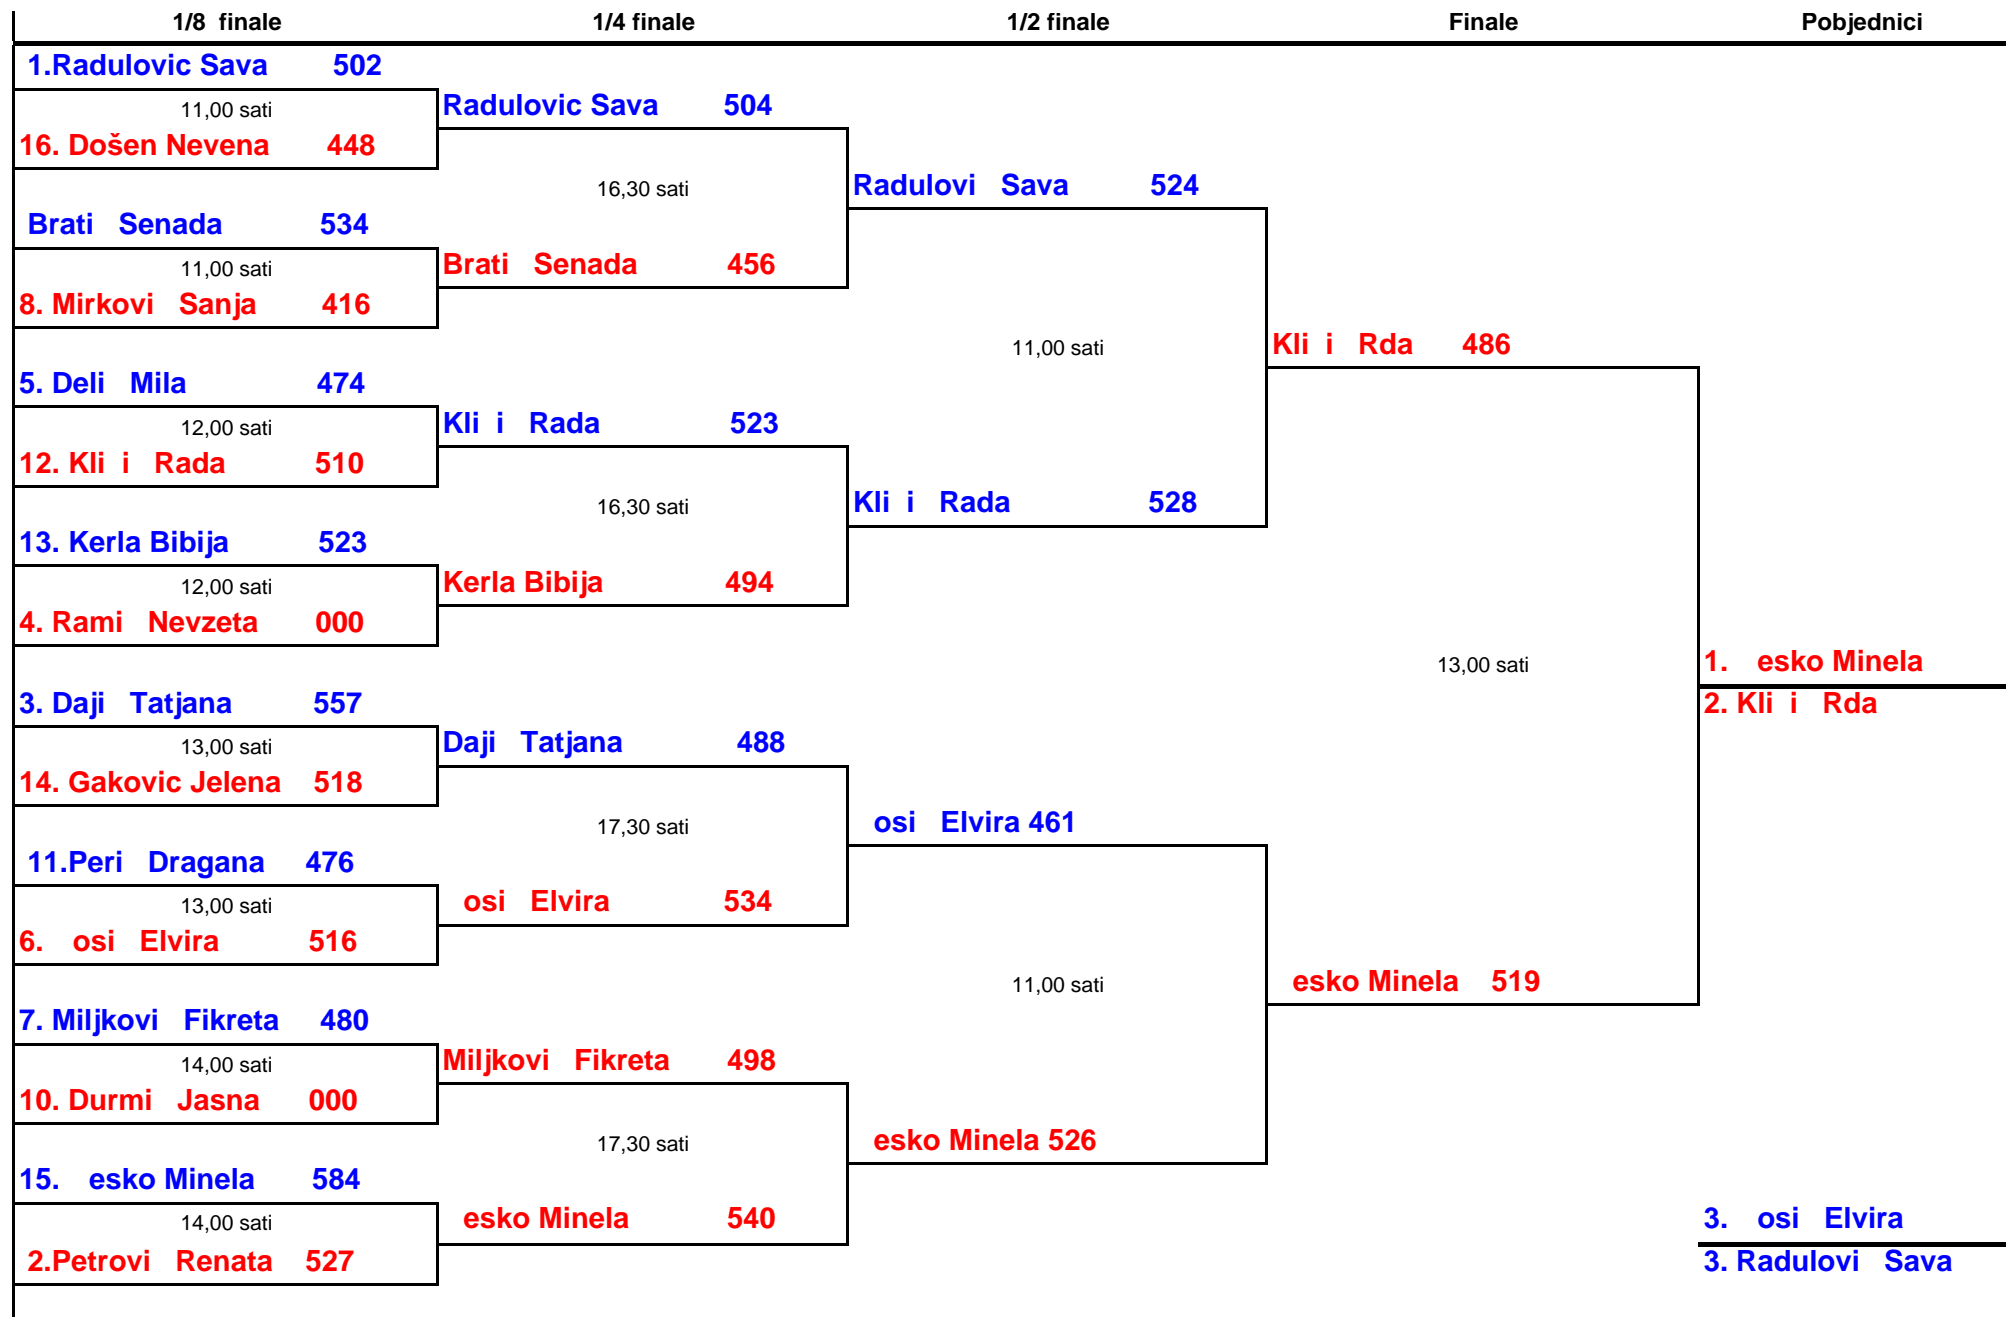 1/8 finale 1/4 finale 1/2 finale Finale Pobjednici
1.Radulovic Sava 502
11,00 sati
16. Došen Nevena 448
Brati Senada 534
11,00 sati
8. Mirkovi Sanja 416
5. Deli Mila 474
12,00 sati
12. Kli i Rada 510
13. Kerla Bibija 523
12,00 sati
4. Rami Nevzeta 000
3. Daji Tatjana 557
13,00 sati
14. Gakovic Jelena 518
11.Peri Dragana 476
13,00 sati
6. osi Elvira 516
7. Miljkovi Fikreta 480
14,00 sati
10. Durmi Jasna 000
15. esko Minela 584
14,00 sati
2.Petrovi Renata 527
Radulovic Sava 504
16,30 sati
Brati Senada 456
Kli i Rada 523
16,30 sati
Kerla Bibija 494
Daji Tatjana 488
17,30 sati
osi Elvira 534
Miljkovi Fikreta 498
17,30 sati
esko Minela 540
Radulovi Sava 524
11,00 sati
Kli i Rada 528
osi Elvira 461
11,00 sati
esko Minela 526
Kli i Rda 486
13,00 sati
esko Minela 519
1. esko Minela
2. Kli i Rda
3. osi Elvira
3. Radulovi Sava